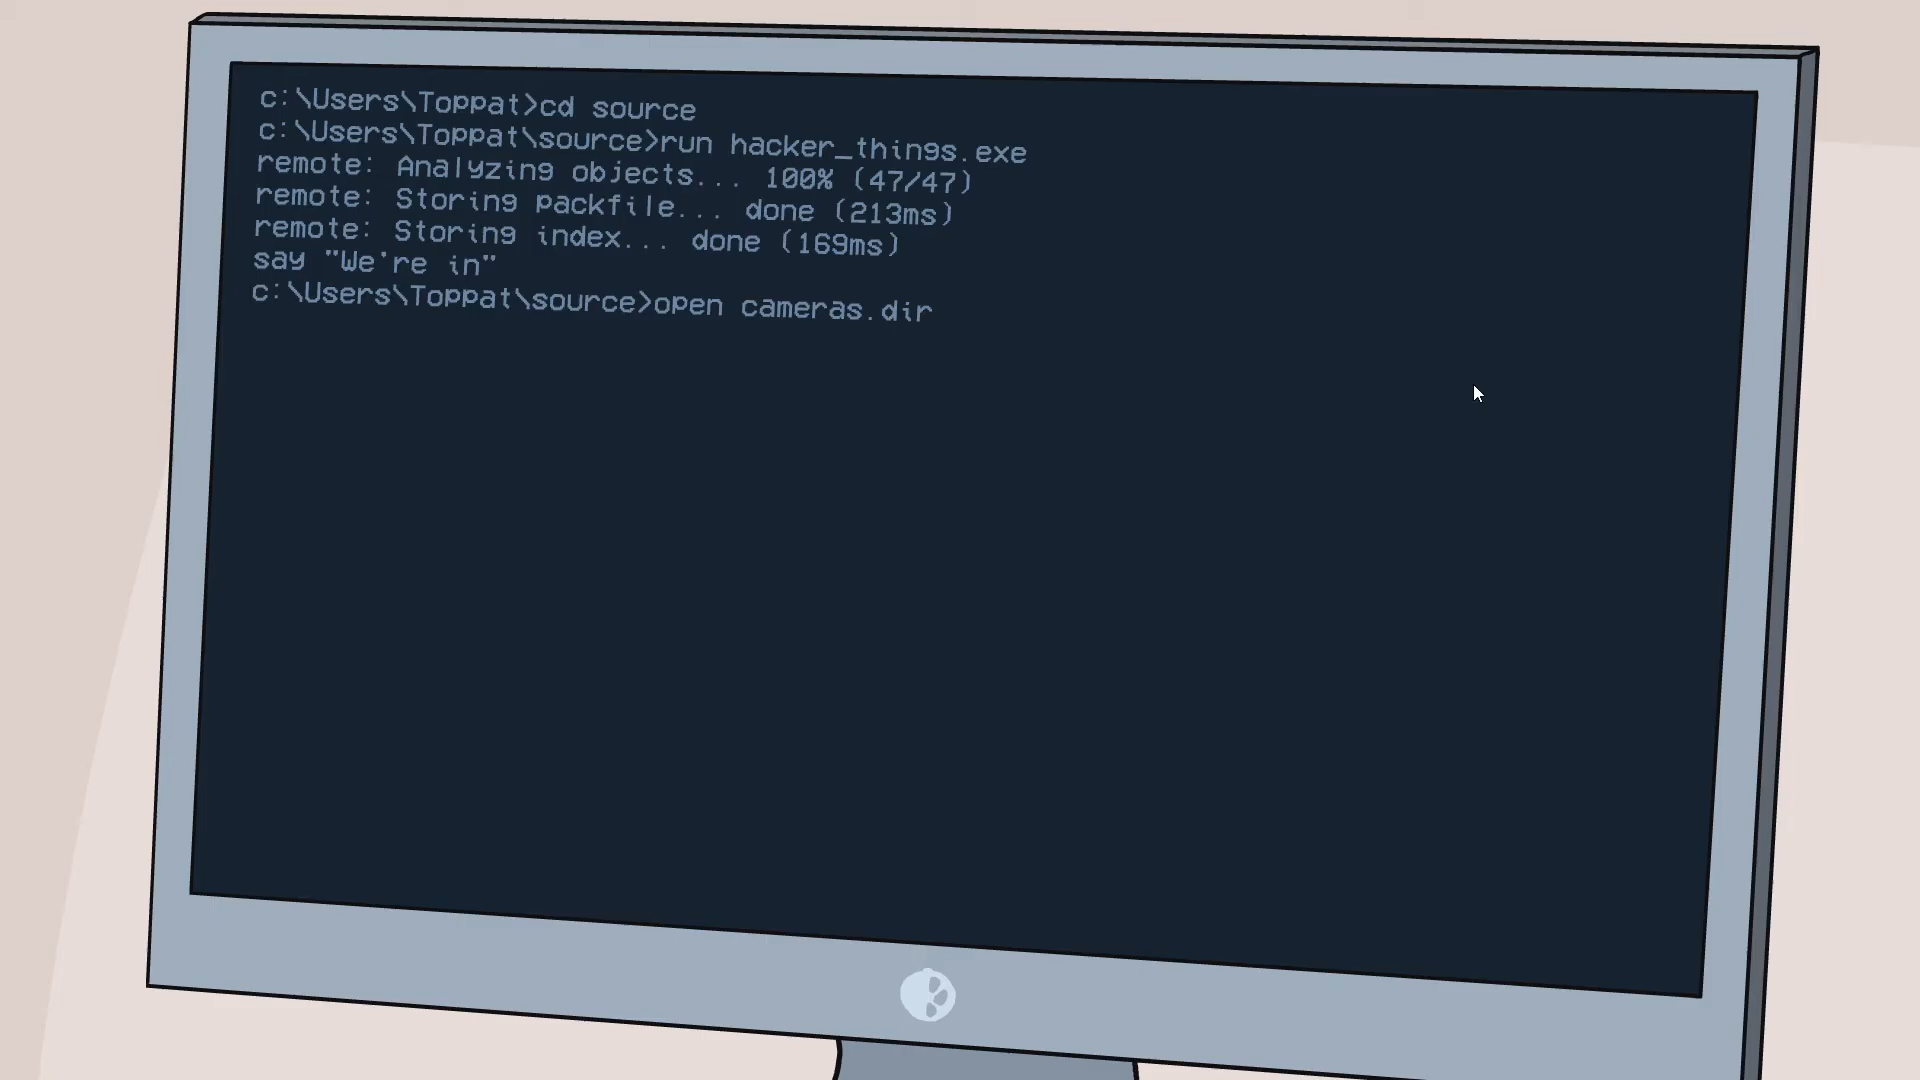 c:\Users\Toppat>cd source
c:\Users\Toppat\source>run hacker_things.exe
remote: Analyzing objects... 100% (47/47)
remote: Storing packfile... done (213ms)
remote: Storing index... done (169ms)
say "We're in"
c:\Users\Toppat\source>open cameras.dir